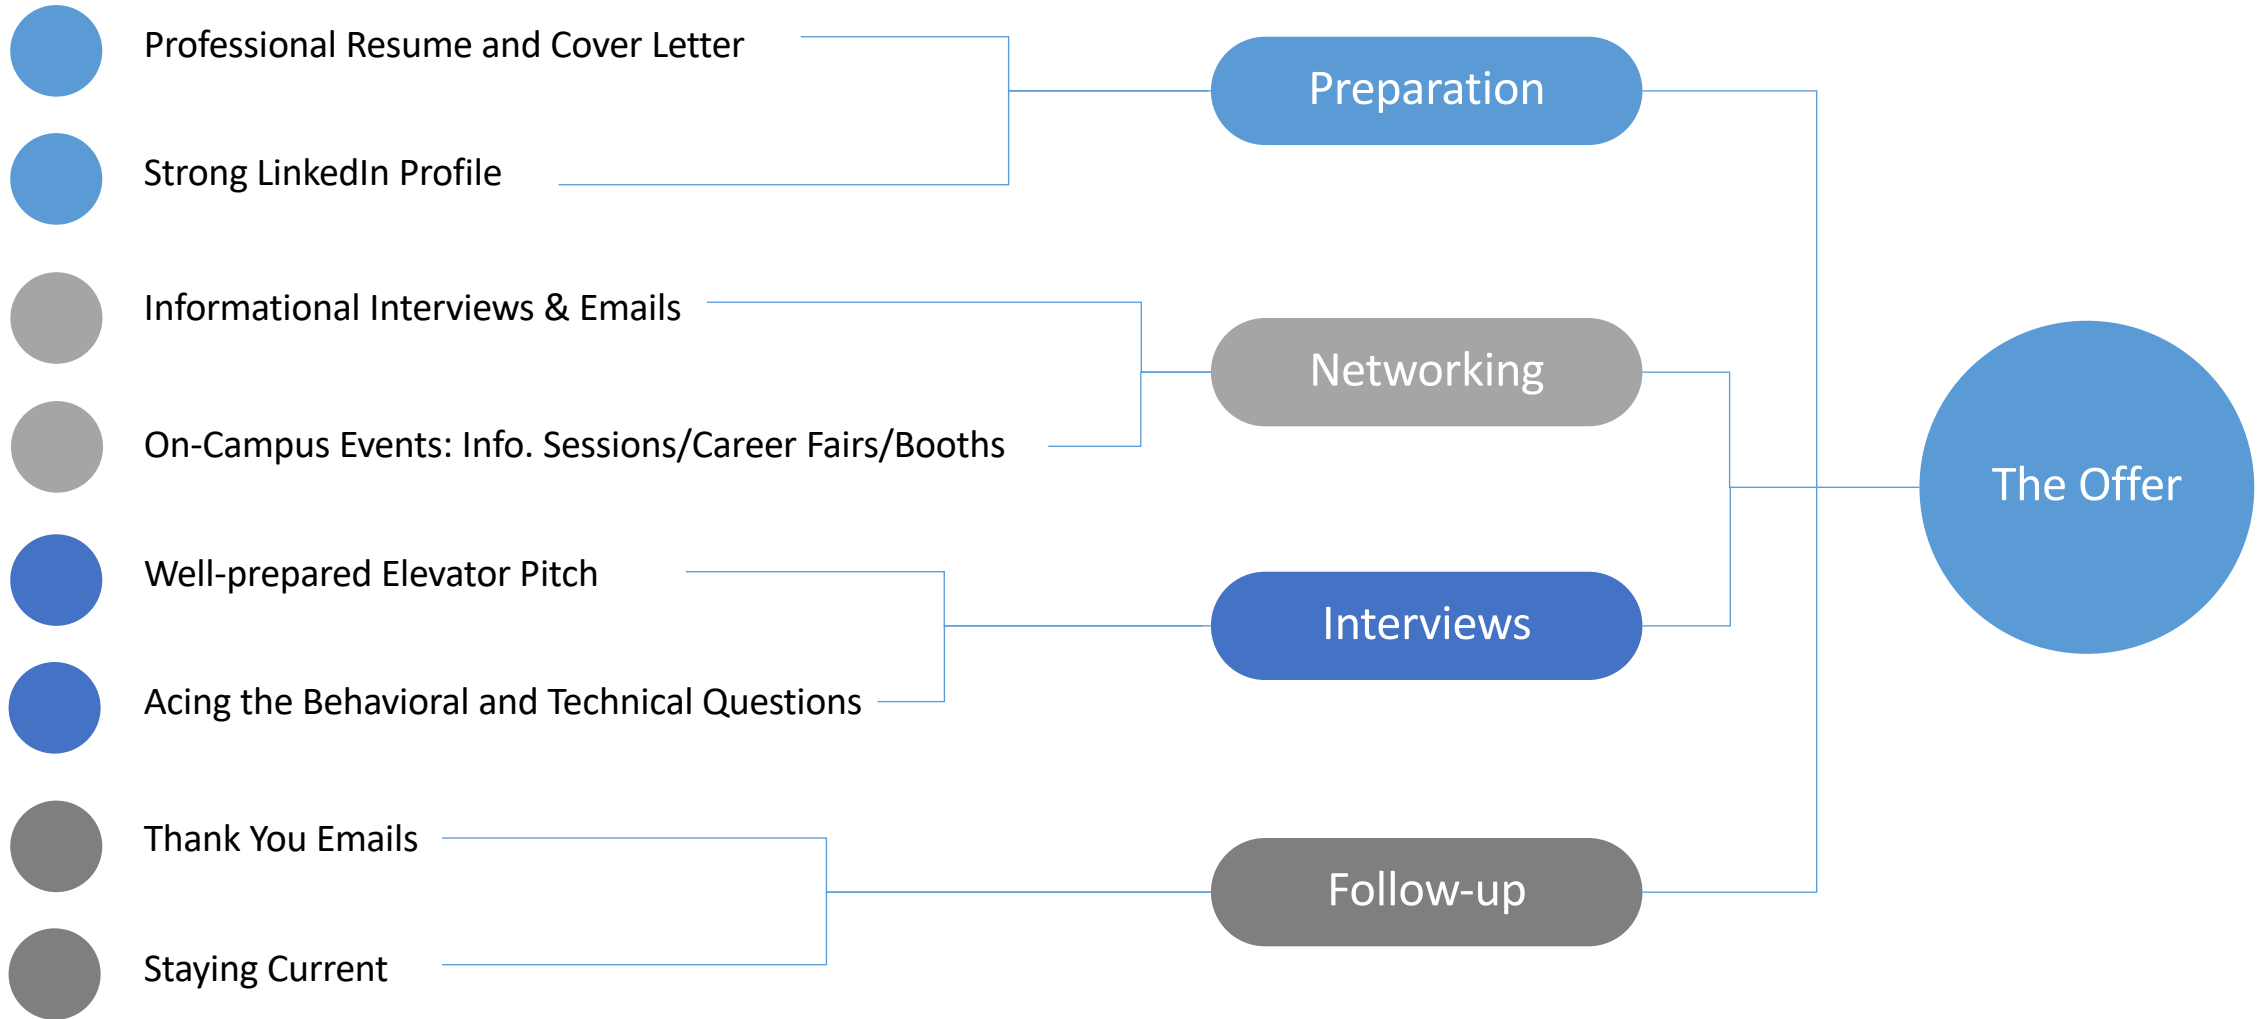 Professional Resume and Cover Letter
Strong LinkedIn Profile
Preparation
Informational Interviews & Emails
On-Campus Events: Info. Sessions/Career Fairs/Booths
Networking
Well-prepared Elevator Pitch
Acing the Behavioral and Technical Questions
Interviews
Thank You Emails
Staying Current
Follow-up
The Offer